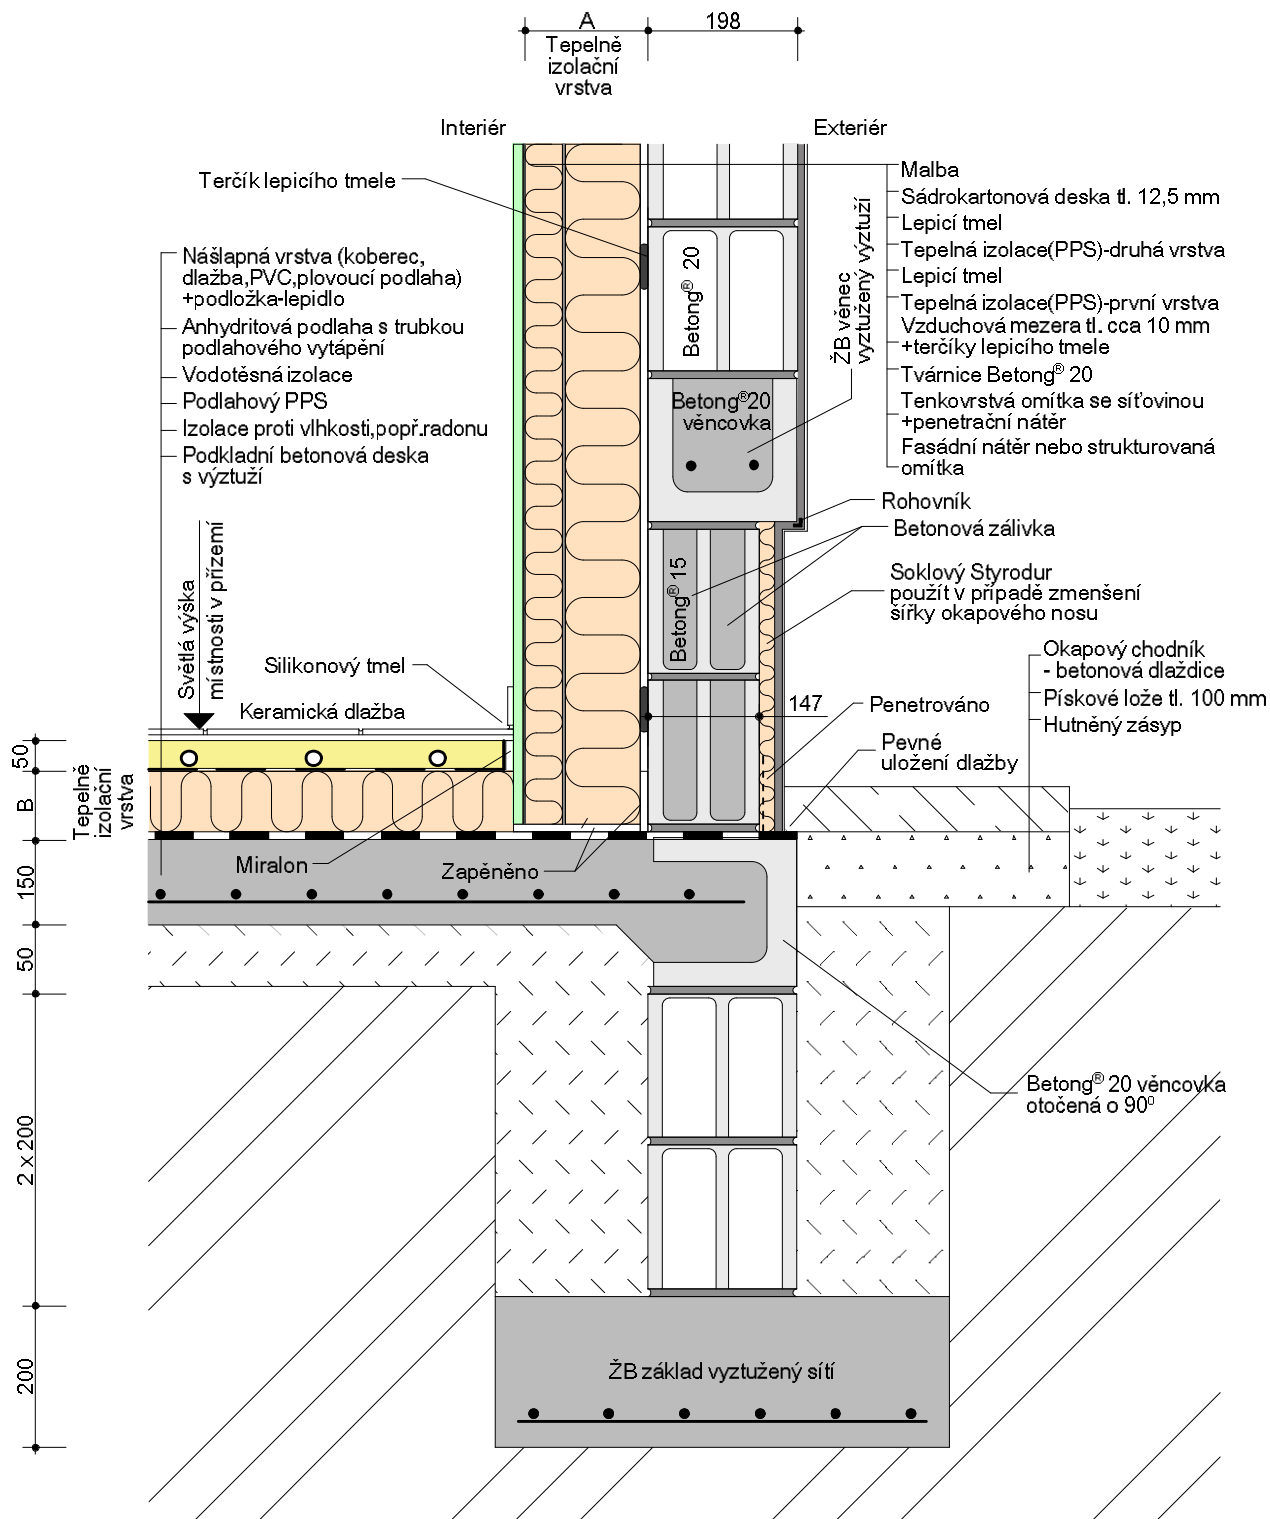 A
198
Tepelně
izolační
vrstva
Interiér
Exteriér
Terčík lepicího tmele
Nášlapná vrstva (koberec,
dlažba,PVC,plovoucí podlaha)
+podložka-lepidlo
Anhydritová podlaha s trubkou
podlahového vytápění
Vodotěsná izolace
Podlahový PPS
Izolace proti vlhkosti,popř.radonu
Podkladní betonová deska
s výztuží
Malba
Sádrokartonová deska tl. 12,5 mm
Lepicí tmel
Tepelná izolace(PPS)-druhá vrstva
Lepicí tmel
Tepelná izolace(PPS)-první vrstva
Vzduchová mezera tl. cca 10 mm
+terčíky lepicího tmele
Tvárnice Betong® 20
Tenkovrstvá omítka se síťovinou
+penetrační nátěr
Fasádní nátěr nebo strukturovaná
omítka
ŽB věnec
vyztužený výztuží
Betong® 20
Betong®20
věncovka
Rohovník
Betonová zálivka
Betong® 15
Soklový Styrodur
použít v případě zmenšení
šířky okapového nosu
Světlá výška
místnosti v přízemí
Silikonový tmel
Keramická dlažba
147
Penetrováno
Pevné
uložení dlažby
Okapový chodník
- betonová dlaždice
Pískové lože tl. 100 mm
Hutněný zásyp
50
B
Tepelně
izolační
vrstva
150
50
2 x 200
200
Miralon
Zapěněno
Betong® 20 věncovka
otočená o 90⁰
ŽB základ vyztužený sítí